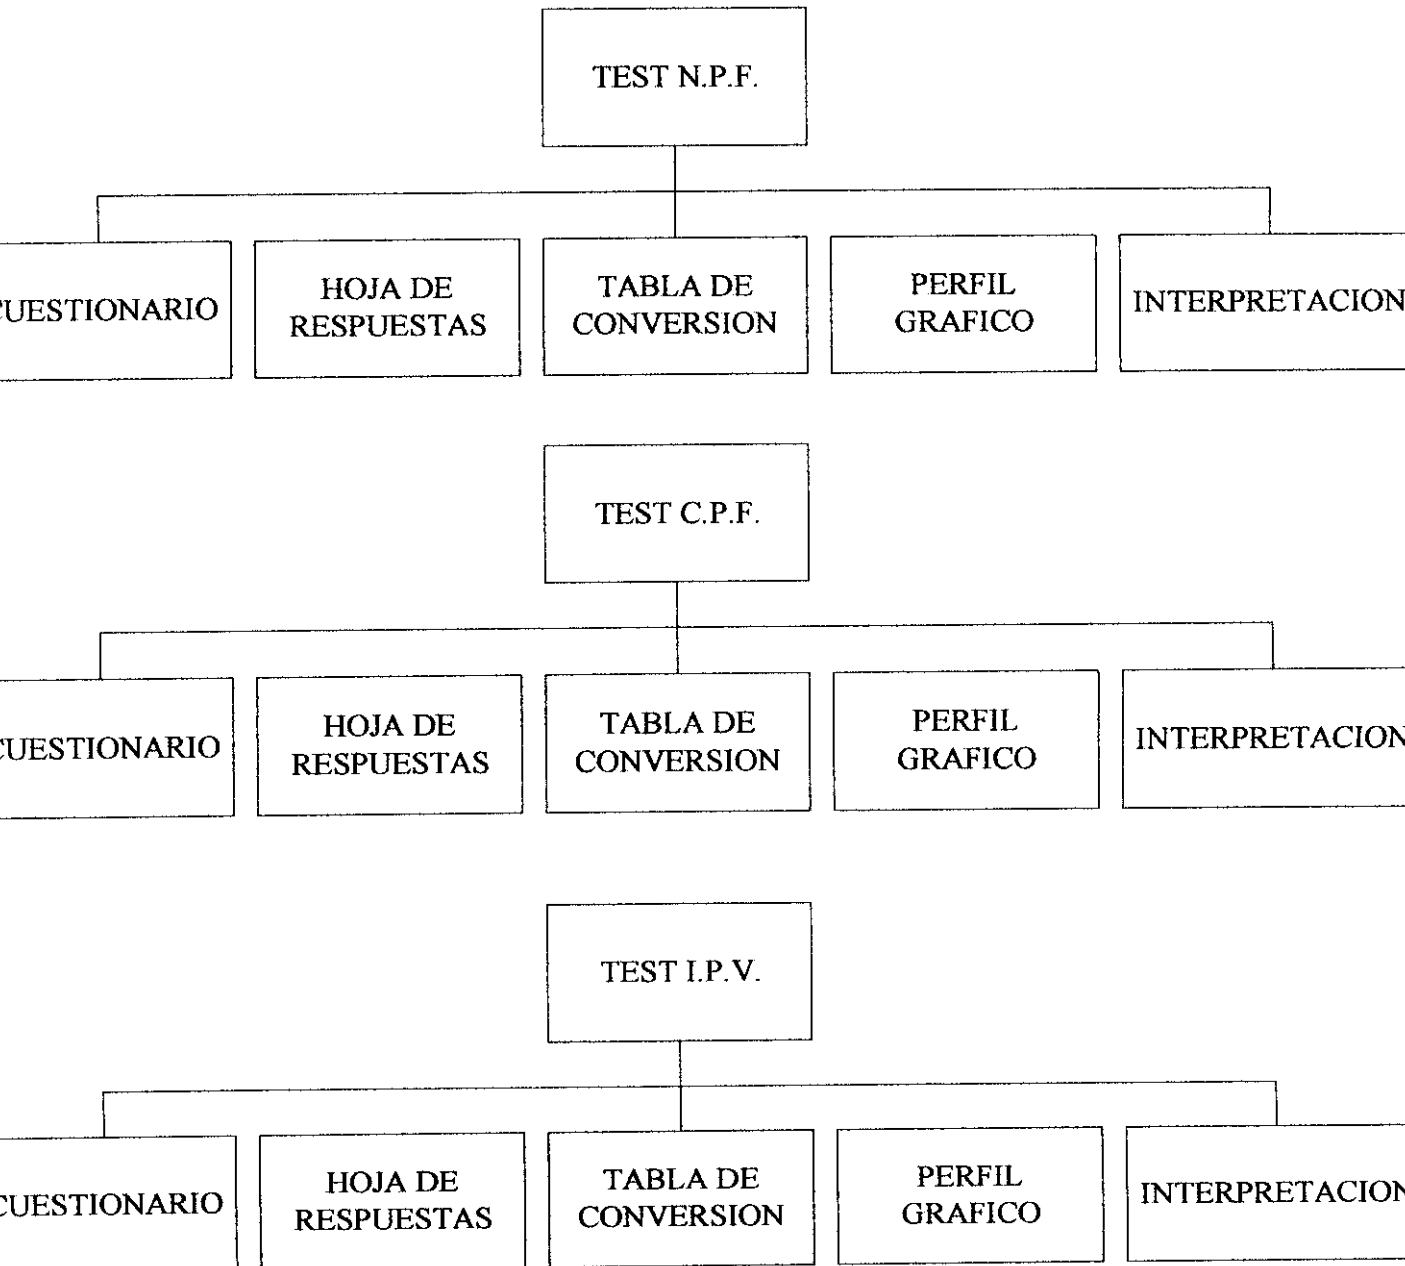 TEST N.P.F.
CUESTIONARIO
HOJA DE
RESPUESTAS
TABLA DE
CONVERSION
PERFIL
GRAFICO
INTERPRETACION
TEST C.P.F.
CUESTIONARIO
HOJA DE
RESPUESTAS
TABLA DE
CONVERSION
PERFIL
GRAFICO
INTERPRETACION
TEST I.P.V.
CUESTIONARIO
HOJA DE
RESPUESTAS
TABLA DE
CONVERSION
PERFIL
GRAFICO
INTERPRETACION